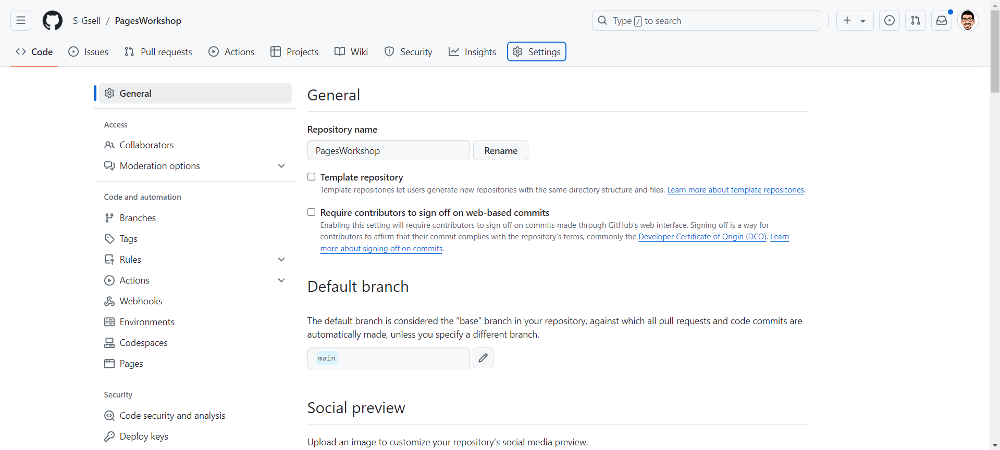 S-Gsell / PagesWorkshop
Type / to search
Code
Issues
Pull requests
Actions
Projects
Wiki
Security
Insights
Settings
General
Access
Collaborators
Moderation options
Code and automation
Branches
Tags
Rules
Actions
Webhooks
Environments
Codespaces
Pages
Security
Code security and analysis
Deploy keys
General
Repository name
PagesWorkshop
Rename
Template repository
Template repositories let users generate new repositories with the same directory structure and files. Learn more about template repositories.
Require contributors to sign off on web-based commits
Enabling this setting will require contributors to sign off on commits made through GitHub’s web interface. Signing off is a way for
contributors to affirm that their commit complies with the repository's terms, commonly the Developer Certificate of Origin (DCO). Learn
more about signing off on commits.
Default branch
The default branch is considered the “base” branch in your repository, against which all pull requests and code commits are
automatically made, unless you specify a different branch.
main
Social preview
Upload an image to customize your repository’s social media preview.